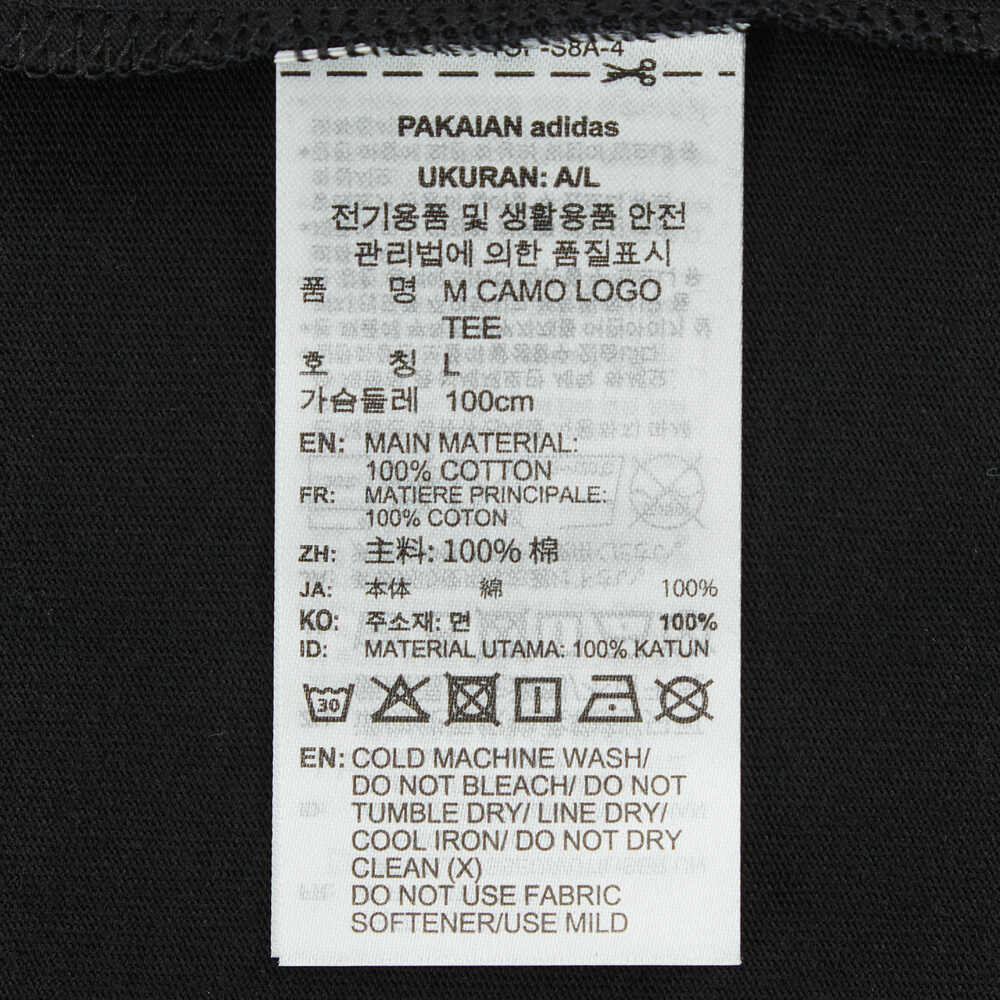 -S8A-4
PAKAIAN adidas
UKURAN: A/L
전기용품 및 생활용품 안전
관리법에 의한 품질표시
품 명 M CAMO LOGO
TEE
호 칭 L
가슴둘레 100cm
EN: MAIN MATERIAL:
100% COTTON
FR: MATIERE PRINCIPALE:
100% COTON
ZH: 主料: 100% 棉
JA: 本体 綿 100%
KO: 주소재: 면 100%
ID: MATERIAL UTAMA: 100% KATUN
30
EN: COLD MACHINE WASH/
DO NOT BLEACH/ DO NOT
TUMBLE DRY/ LINE DRY/
COOL IRON/ DO NOT DRY
CLEAN (X)
DO NOT USE FABRIC
SOFTENER/USE MILD